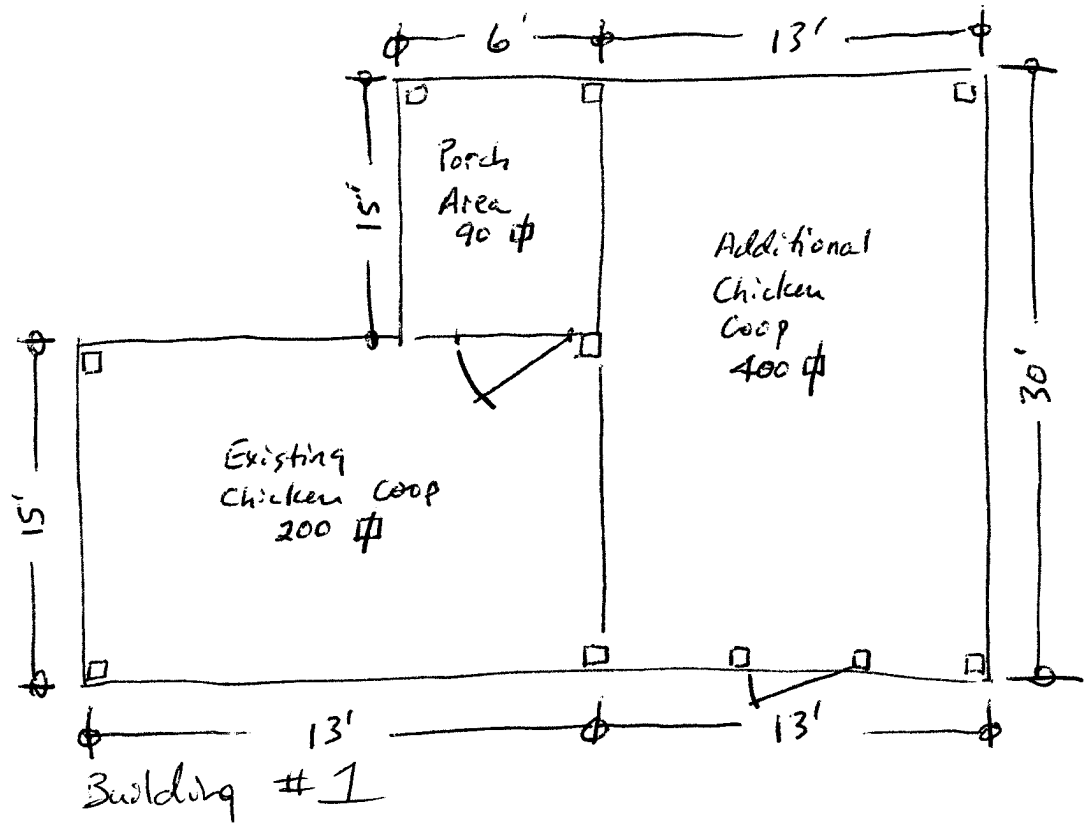 6' 13'
15'
Porch
Area
90 ⏍
Additional
Chicken
Coop
400 ⏍
30'
Existing
Chicken Coop
200 ⏍
15'
13' 13'
Building #1